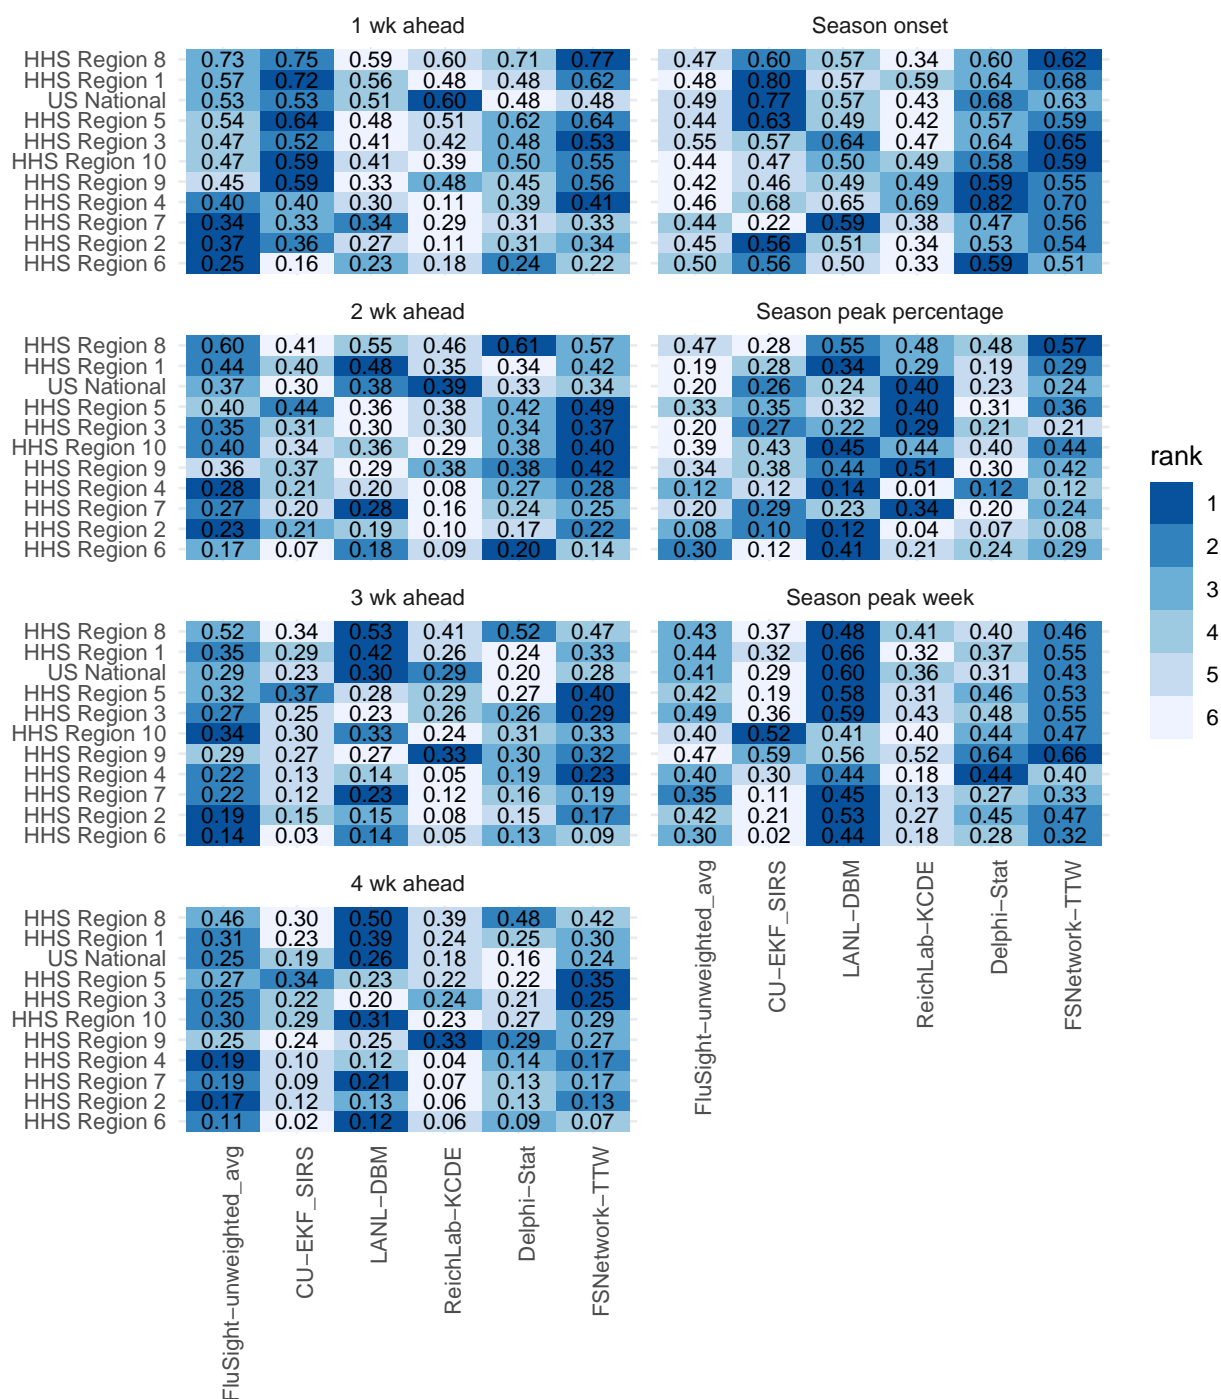 1 wk ahead
HHS Region 8 0.73 0.75 0.59 0.60 0.71 0.77
HHS Region 1 0.57 0.72 0.56 0.48 0.48 0.62
US National 0.53 0.53 0.51 0.60 0.48 0.48
HHS Region 5 0.54 0.64 0.48 0.51 0.62 0.64
HHS Region 3 0.47 0.52 0.41 0.42 0.48 0.53
HHS Region 10 0.47 0.59 0.41 0.39 0.50 0.55
HHS Region 9 0.45 0.59 0.33 0.48 0.45 0.56
HHS Region 4 0.40 0.40 0.30 0.11 0.39 0.41
HHS Region 7 0.34 0.33 0.34 0.29 0.31 0.33
HHS Region 2 0.37 0.36 0.27 0.11 0.31 0.34
HHS Region 6 0.25 0.16 0.23 0.18 0.24 0.22
Season onset
0.47 0.60 0.57 0.34 0.60 0.62
0.48 0.80 0.57 0.59 0.64 0.68
0.49 0.77 0.57 0.43 0.68 0.63
0.44 0.63 0.49 0.42 0.57 0.59
0.55 0.57 0.64 0.47 0.64 0.65
0.44 0.47 0.50 0.49 0.58 0.59
0.42 0.46 0.49 0.49 0.59 0.55
0.46 0.68 0.65 0.69 0.82 0.70
0.44 0.22 0.59 0.38 0.47 0.56
0.45 0.56 0.51 0.34 0.53 0.54
0.50 0.56 0.50 0.33 0.59 0.51
2 wk ahead
HHS Region 8 0.60 0.41 0.55 0.46 0.61 0.57
HHS Region 1 0.44 0.40 0.48 0.35 0.34 0.42
US National 0.37 0.30 0.38 0.39 0.33 0.34
HHS Region 5 0.40 0.44 0.36 0.38 0.42 0.49
HHS Region 3 0.35 0.31 0.30 0.30 0.34 0.37
HHS Region 10 0.40 0.34 0.36 0.29 0.38 0.40
HHS Region 9 0.36 0.37 0.29 0.38 0.38 0.42
HHS Region 4 0.28 0.21 0.20 0.08 0.27 0.28
HHS Region 7 0.27 0.20 0.28 0.16 0.24 0.25
HHS Region 2 0.23 0.21 0.19 0.10 0.17 0.22
HHS Region 6 0.17 0.07 0.18 0.09 0.20 0.14
Season peak percentage
0.47 0.28 0.55 0.48 0.48 0.57
0.19 0.28 0.34 0.29 0.19 0.29
0.20 0.26 0.24 0.40 0.23 0.24
0.33 0.35 0.32 0.40 0.31 0.36
0.20 0.27 0.22 0.29 0.21 0.21
0.39 0.43 0.45 0.44 0.40 0.44
0.34 0.38 0.44 0.51 0.30 0.42
0.12 0.12 0.14 0.01 0.12 0.12
0.20 0.29 0.23 0.34 0.20 0.24
0.08 0.10 0.12 0.04 0.07 0.08
0.30 0.12 0.41 0.21 0.24 0.29
3 wk ahead
HHS Region 8 0.52 0.34 0.53 0.41 0.52 0.47
HHS Region 1 0.35 0.29 0.42 0.26 0.24 0.33
US National 0.29 0.23 0.30 0.29 0.20 0.28
HHS Region 5 0.32 0.37 0.28 0.29 0.27 0.40
HHS Region 3 0.27 0.25 0.23 0.26 0.26 0.29
HHS Region 10 0.34 0.30 0.33 0.24 0.31 0.33
HHS Region 9 0.29 0.27 0.27 0.33 0.30 0.32
HHS Region 4 0.22 0.13 0.14 0.05 0.19 0.23
HHS Region 7 0.22 0.12 0.23 0.12 0.16 0.19
HHS Region 2 0.19 0.15 0.15 0.08 0.15 0.17
HHS Region 6 0.14 0.03 0.14 0.05 0.13 0.09
Season peak week
0.43 0.37 0.48 0.41 0.40 0.46
0.44 0.32 0.66 0.32 0.37 0.55
0.41 0.29 0.60 0.36 0.31 0.43
0.42 0.19 0.58 0.31 0.46 0.53
0.49 0.36 0.59 0.43 0.48 0.55
0.40 0.52 0.41 0.40 0.44 0.47
0.47 0.59 0.56 0.52 0.64 0.66
0.40 0.30 0.44 0.18 0.44 0.40
0.35 0.11 0.45 0.13 0.27 0.33
0.42 0.21 0.53 0.27 0.45 0.47
0.30 0.02 0.44 0.18 0.28 0.32
FluSight−unweighted_avg
CU−EKF_SIRS
LANL−DBM
ReichLab−KCDE
Delphi−Stat
FSNetwork−TTW
4 wk ahead
HHS Region 8 0.46 0.30 0.50 0.39 0.48 0.42
HHS Region 1 0.31 0.23 0.39 0.24 0.25 0.30
US National 0.25 0.19 0.26 0.18 0.16 0.24
HHS Region 5 0.27 0.34 0.23 0.22 0.22 0.35
HHS Region 3 0.25 0.22 0.20 0.24 0.21 0.25
HHS Region 10 0.30 0.29 0.31 0.23 0.27 0.29
HHS Region 9 0.25 0.24 0.25 0.33 0.29 0.27
HHS Region 4 0.19 0.10 0.12 0.04 0.14 0.17
HHS Region 7 0.19 0.09 0.21 0.07 0.13 0.17
HHS Region 2 0.17 0.12 0.13 0.06 0.13 0.13
HHS Region 6 0.11 0.02 0.12 0.06 0.09 0.07
FluSight−unweighted_avg
CU−EKF_SIRS
LANL−DBM
ReichLab−KCDE
Delphi−Stat
FSNetwork−TTW
rank
1
2
3
4
5
6